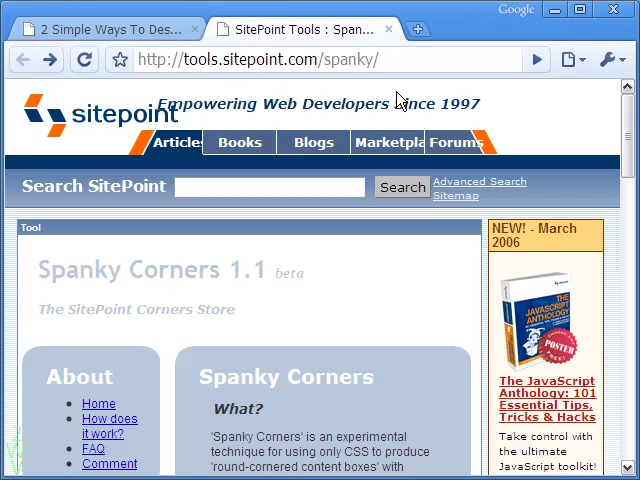 Google
2 Simple Ways To Des...
SitePoint Tools : Span...
http://tools.sitepoint.com/spanky/
sitepoint
Empowering Web Developers Since 1997
Articles Books Blogs Marketpla Forums
Search SitePoint Search Advanced Search
Sitemap
Tool
Spanky Corners 1.1 beta
The SitePoint Corners Store
About
Home
How does
it work?
FAQ
Comment
Spanky Corners
What?
'Spanky Corners' is an experimental
technique for using only CSS to produce
'round-cornered content boxes' with
NEW! - March
2006
THE
JAVASCRIPT
ANTHOLOGY
POSTER
The JavaScript
Anthology: 101
Essential Tips,
Tricks & Hacks
Take control with
the ultimate
JavaScript toolkit!